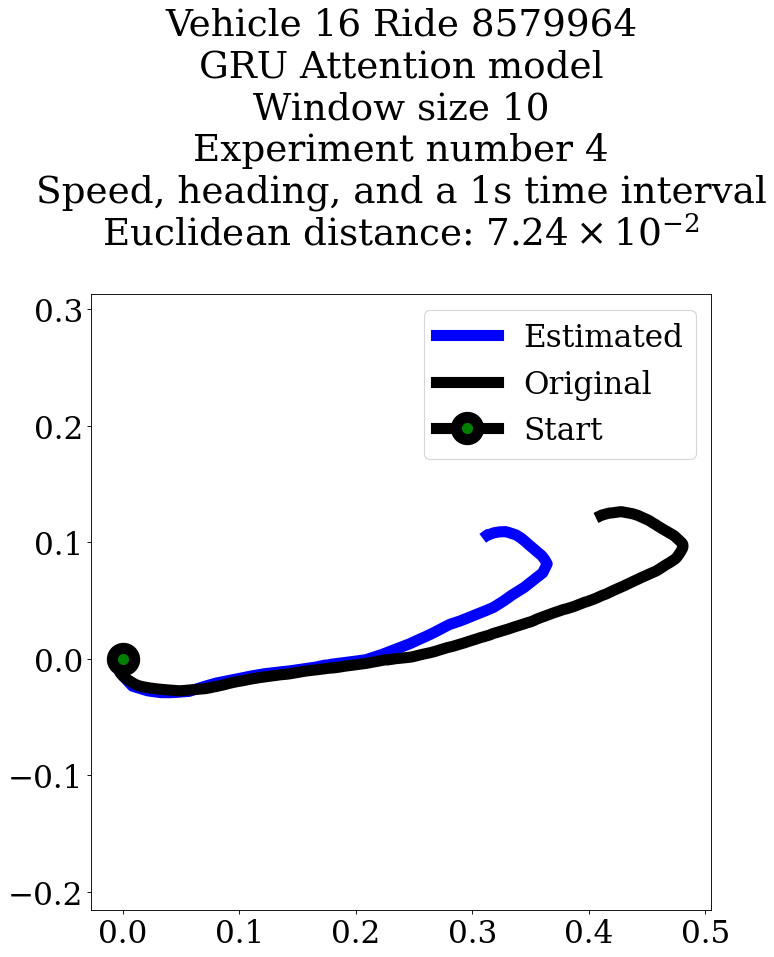 Vehicle 16 Ride 8579964
GRU Attention model
Window size 10
Experiment number 4
Speed, heading, and a 1s time interval
Euclidean distance: 7.24 × 10⁻²
Estimated
Original
Start
0.3
0.2
0.1
0.0
−0.1
−0.2
0.0 0.1 0.2 0.3 0.4 0.5